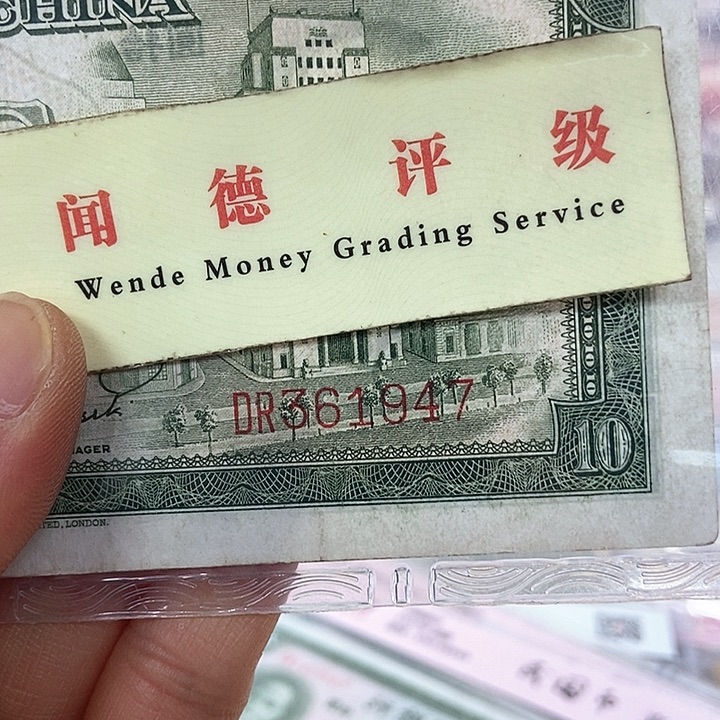 CHINA
闻德评级
Wende Money Grading Service
DR361947
AGER
10
TED, LONDON.